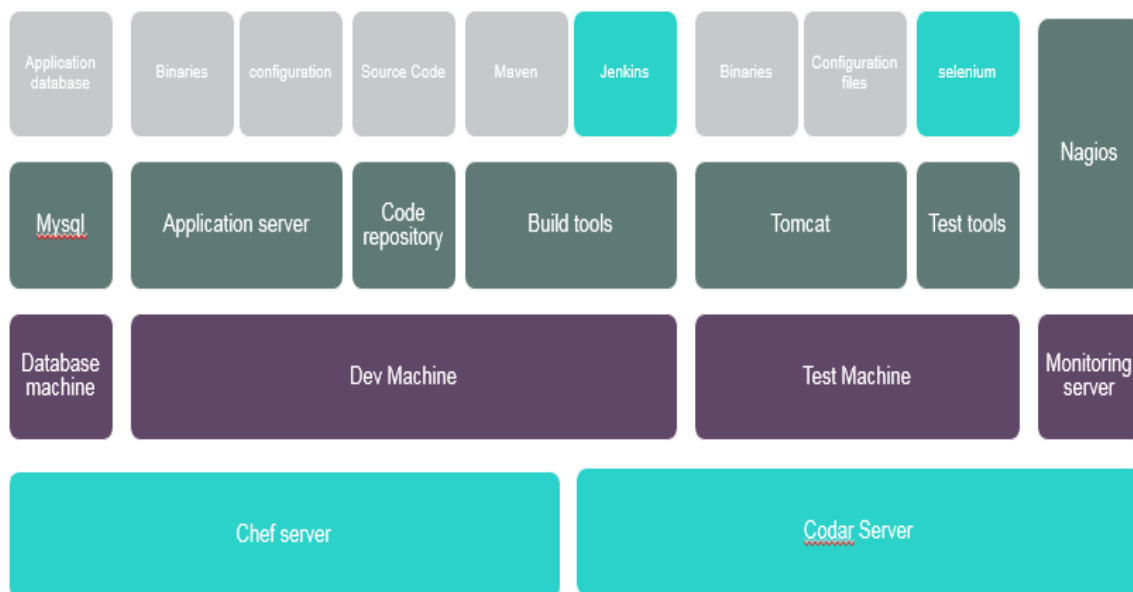 Application
database
Binaries
configuration
Source Code
Maven
Jenkins
Binaries
Configuration
files
selenium
Nagios
Mysql
Application server
Code
repository
Build tools
Tomcat
Test tools
Database
machine
Dev Machine
Test Machine
Monitoring
server
Chef server
Codar Server